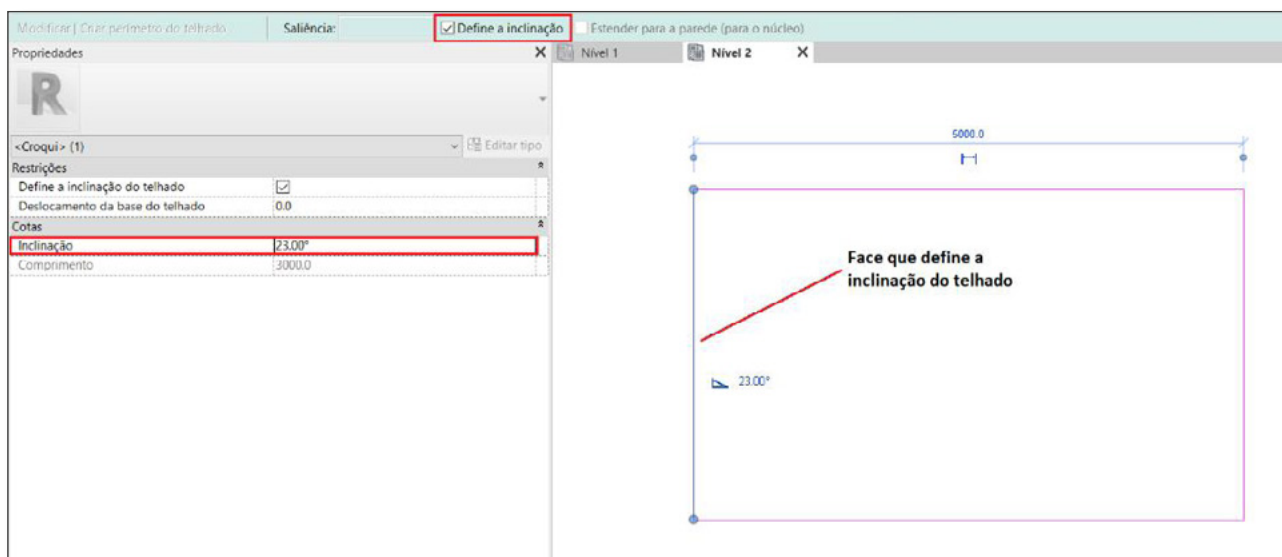 Modificar | Criar perímetro do telhado Saliência: Define a inclinação Estender para a parede (para o núcleo)
Propriedades X Nível 1 Nível 2 X
R
<Croqui> (1) Editar tipo
Restrições
Define a inclinação do telhado
Deslocamento da base do telhado 0.0
Cotas
Inclinação 23.00°
Comprimento 3000.0
5000.0
Face que define a
inclinação do telhado
23.00°